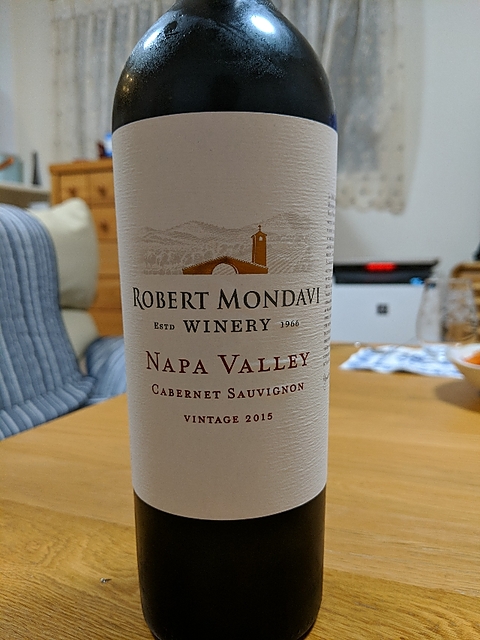 ROBERT MONDAVI
ESTD WINERY 1966
NAPA VALLEY
CABERNET SAUVIGNON
VINTAGE 2015